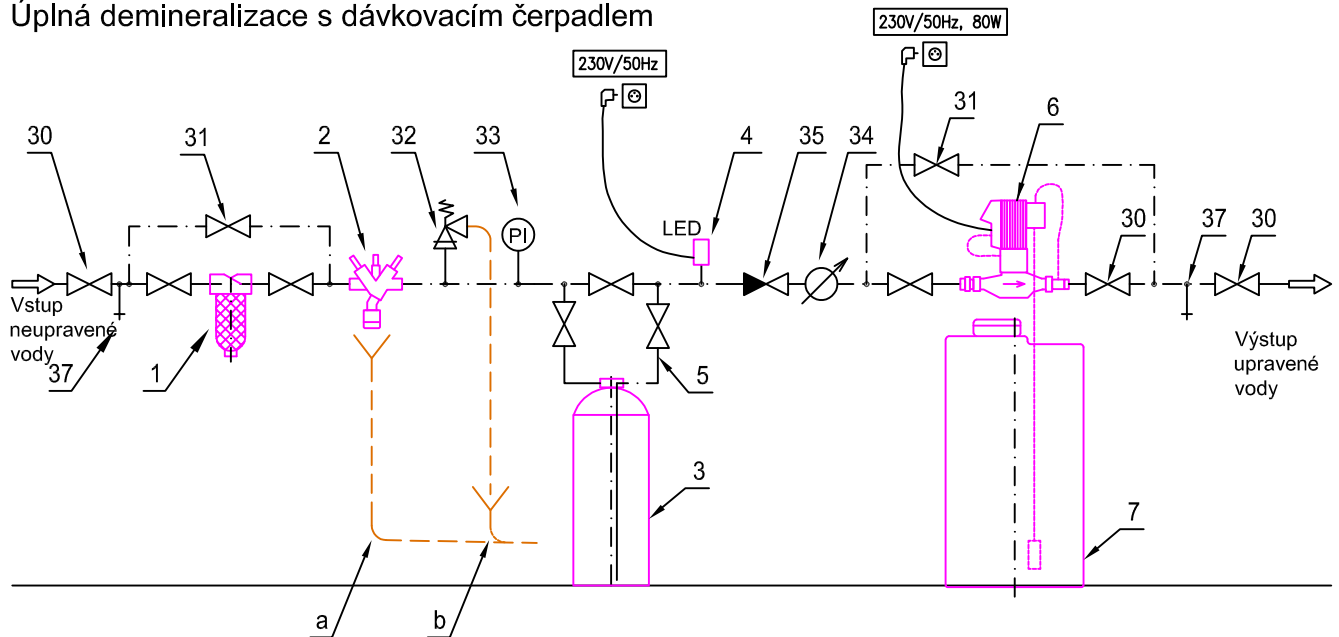 Úplná demineralizace s dávkovacím čerpadlem
230V/50Hz, 80W
230V/50Hz
30
31
2
32
33
4
35
34
31
6
LED
PI
30
37
30
Vstup
neupravené
vody
37
1
5
Výstup
upravené
vody
3
7
a
b